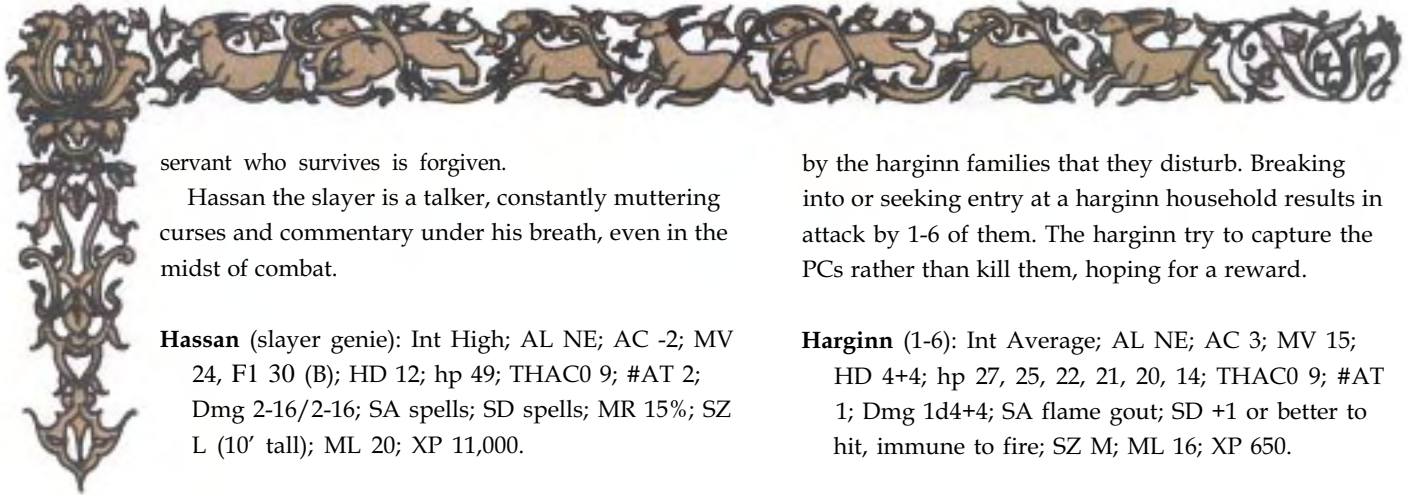 servant who survives is forgiven.
Hassan the slayer is a talker, constantly muttering
curses and commentary under his breath, even in the
midst of combat.
Hassan (slayer genie): Int High; AL NE; AC -2; MV
24, F1 30 (B); HD 12; hp 49; THAC0 9; #AT 2;
Dmg 2-16/2-16; SA spells; SD spells; MR 15%; SZ
L (10′ tall); ML 20; XP 11,000.
by the harginn families that they disturb. Breaking
into or seeking entry at a harginn household results in
attack by 1-6 of them. The harginn try to capture the
PCs rather than kill them, hoping for a reward.
Harginn (1-6): Int Average; AL NE; AC 3; MV 15;
HD 4+4; hp 27, 25, 22, 21, 20, 14; THAC0 9; #AT
1; Dmg 1d4+4; SA flame gout; SD +1 or better to
hit, immune to fire; SZ M; ML 16; XP 650.